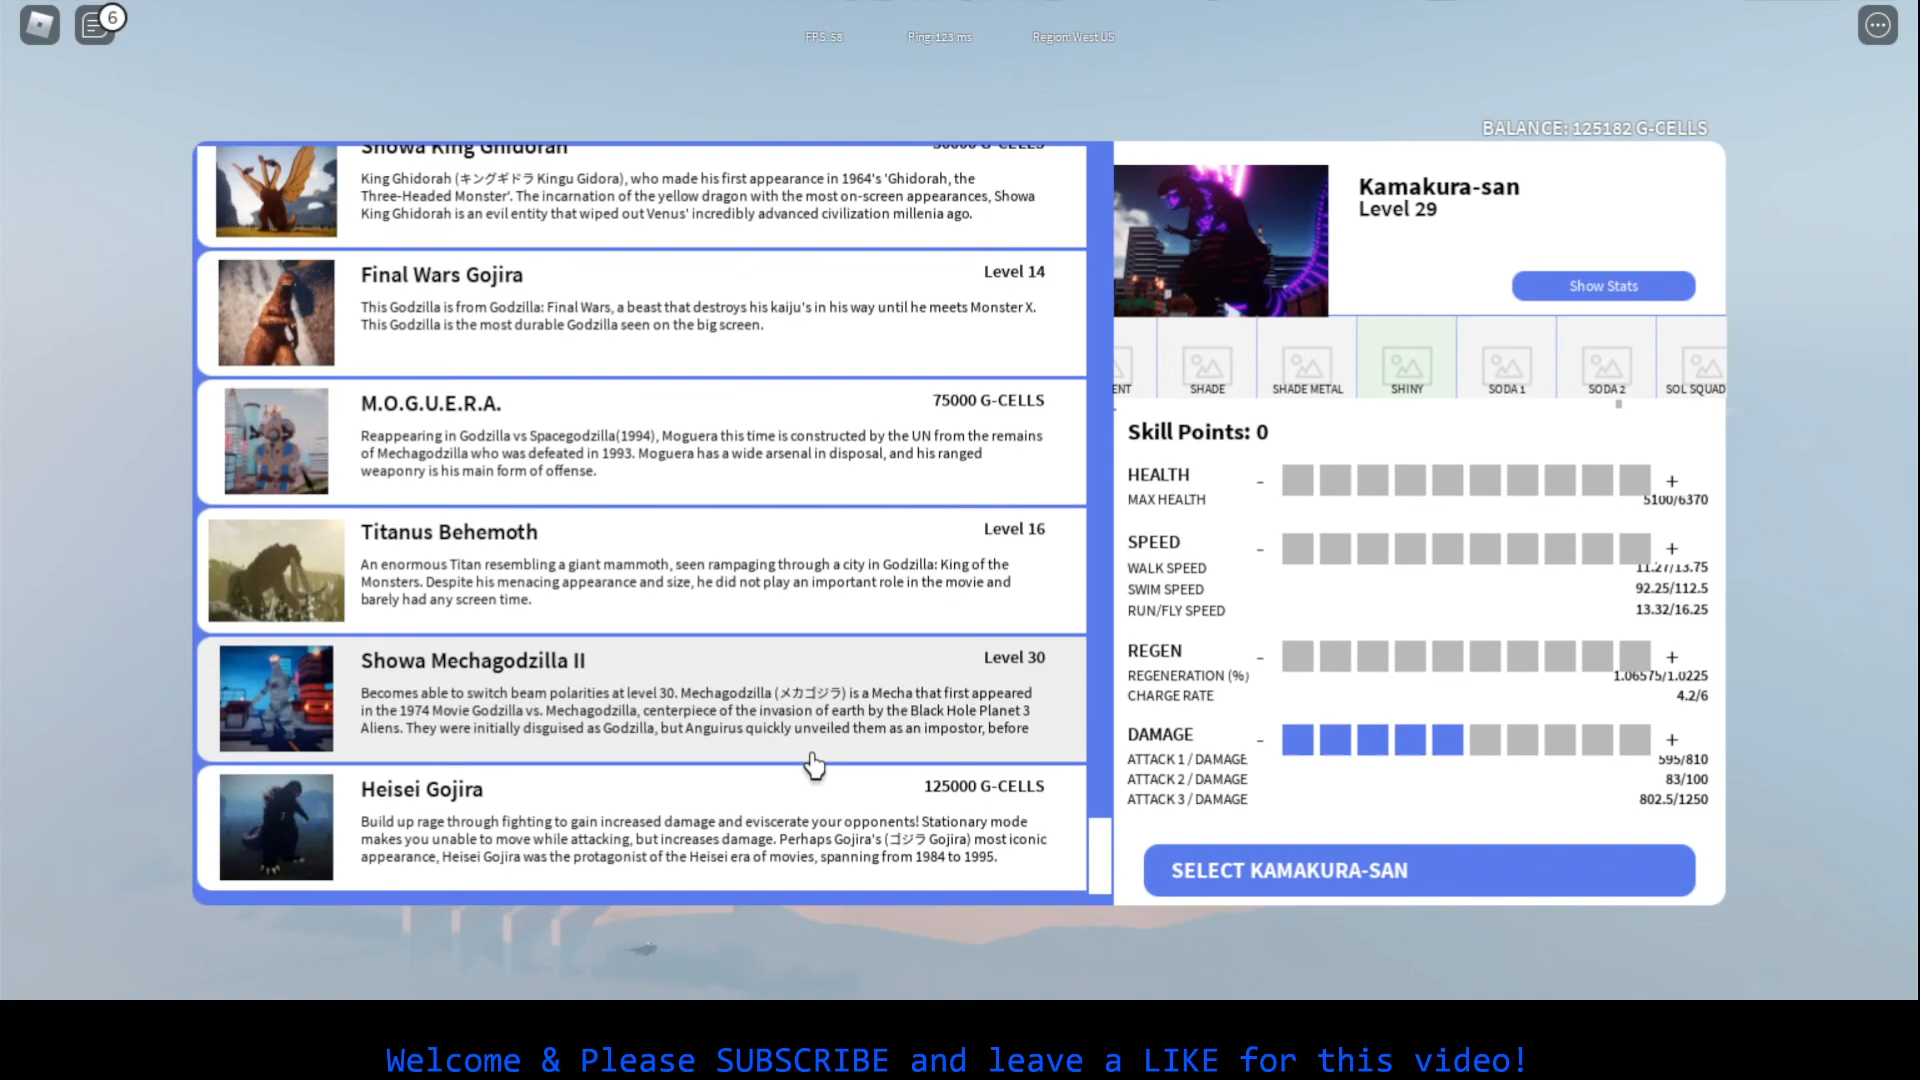 6
FPS: 58
Ping: 123 ms
Region: West US
BALANCE: 125182 G-CELLS
Showa King Ghidorah
King Ghidorah (キングギドラ Kingu Gidora), who made his first appearance in 1964's 'Ghidorah, the
Three-Headed Monster'. The incarnation of the yellow dragon with the most on-screen appearances, Showa
King Ghidorah is an evil entity that wiped out Venus' incredibly advanced civilization millenia ago.
Final Wars Gojira
Level 14
This Godzilla is from Godzilla: Final Wars, a beast that destroys his kaiju's in his way until he meets Monster X.
This Godzilla is the most durable Godzilla seen on the big screen.
M.O.G.U.E.R.A.
75000 G-CELLS
Reappearing in Godzilla vs Spacegodzilla(1994), Moguera this time is constructed by the UN from the remains
of Mechagodzilla who was defeated in 1993. Moguera has a wide arsenal in disposal, and his ranged
weaponry is his main form of offense.
Titanus Behemoth
Level 16
An enormous Titan resembling a giant mammoth, seen rampaging through a city in Godzilla: King of the
Monsters. Despite his menacing appearance and size, he did not play an important role in the movie and
barely had any screen time.
Showa Mechagodzilla II
Level 30
Becomes able to switch beam polarities at level 30. Mechagodzilla (メカゴジラ) is a Mecha that first appeared
in the 1974 Movie Godzilla vs. Mechagodzilla, centerpiece of the invasion of earth by the Black Hole Planet 3
Aliens. They were initially disguised as Godzilla, but Anguirus quickly unveiled them as an impostor, before
Heisei Gojira
125000 G-CELLS
Build up rage through fighting to gain increased damage and eviscerate your opponents! Stationary mode
makes you unable to move while attacking, but increases damage. Perhaps Gojira's (ゴジラ Gojira) most iconic
appearance, Heisei Gojira was the protagonist of the Heisei era of movies, spanning from 1984 to 1995.
Kamakura-san
Level 29
Show Stats
ENT
SHADE
SHADE METAL
SHINY
SODA 1
SODA 2
SOL SQUAD
Skill Points: 0
HEALTH
- +
MAX HEALTH
5100/6370
SPEED
- +
WALK SPEED
11.27/13.75
SWIM SPEED
92.25/112.5
RUN/FLY SPEED
13.32/16.25
REGEN
- +
REGENERATION (%)
1.06575/1.0225
CHARGE RATE
4.2/6
DAMAGE
- +
ATTACK 1 / DAMAGE
595/810
ATTACK 2 / DAMAGE
83/100
ATTACK 3 / DAMAGE
802.5/1250
SELECT KAMAKURA-SAN
Welcome & Please SUBSCRIBE and leave a LIKE for this video!